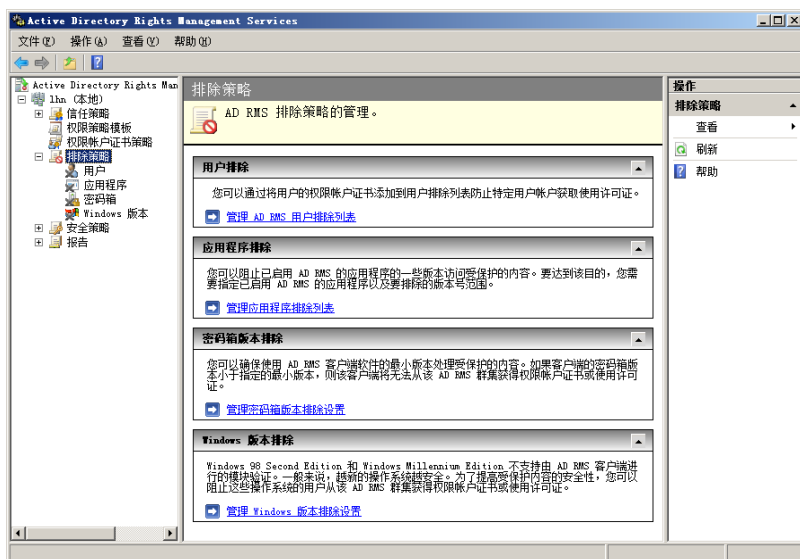 Active Directory Rights Management Services
文件(F) 操作(A) 查看(V) 帮助(H)
Active Directory Rights Man
lhn (本地)
信任策略
权限策略模板
权限帐户证书策略
排除策略
用户
应用程序
密码箱
Windows 版本
安全策略
报告
排除策略
AD RMS 排除策略的管理。
用户排除
您可以通过将用户的权限帐户证书添加到用户排除列表防止特定用户帐户获取使用许可证。
管理 AD RMS 用户排除列表
应用程序排除
您可以阻止已启用 AD RMS 的应用程序的一些版本访问受保护的内容。要达到该目的，您需
要指定已启用 AD RMS 的应用程序以及要排除的版本号范围。
管理应用程序排除列表
密码箱版本排除
您可以确保使用 AD RMS 客户端软件的最小版本处理受保护的内容。如果客户端的密码箱版
本小于指定的最小版本，则该客户端将无法从该 AD RMS 群集获得权限帐户证书或使用许可
证。
管理密码箱版本排除设置
Windows 版本排除
Windows 98 Second Edition 和 Windows Millennium Edition 不支持由 AD RMS 客户端进
行的模块验证。一般来说，越新的操作系统越安全。为了提高受保护内容的安全性，您可以
阻止这些操作系统的用户从该 AD RMS 群集获得权限帐户证书或使用许可证。
管理 Windows 版本排除设置
操作
排除策略
查看
刷新
帮助